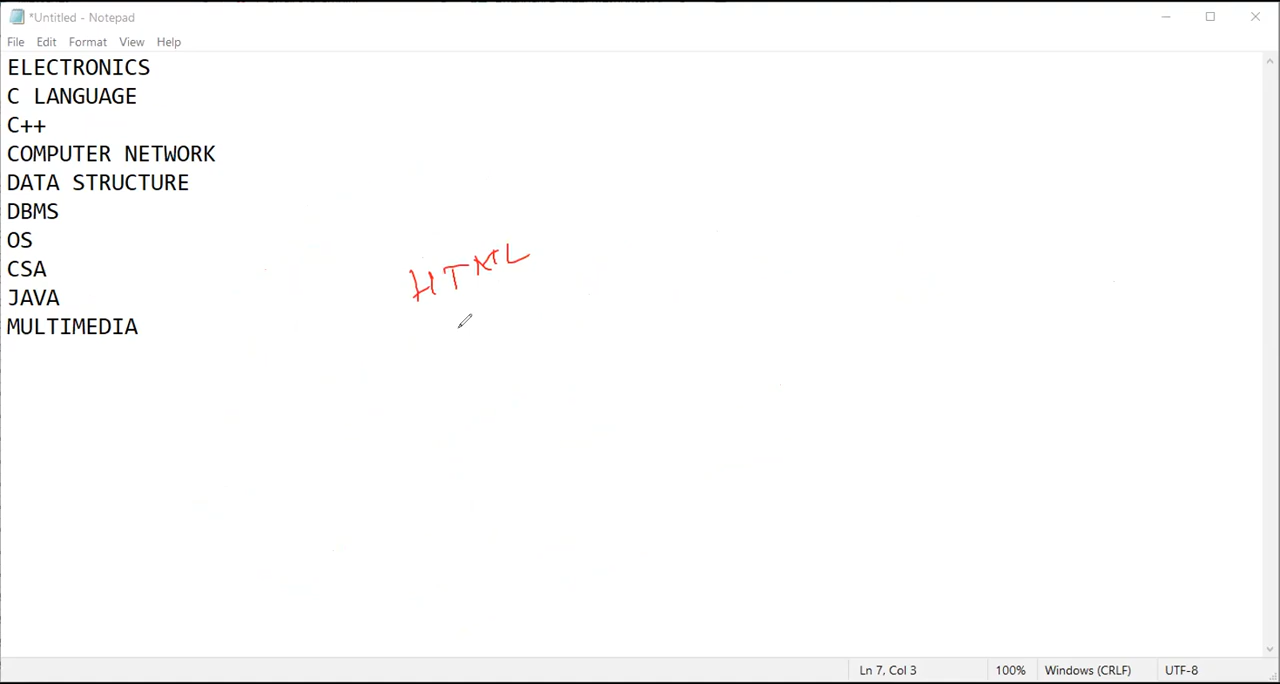 *Untitled - Notepad
File Edit Format View Help
ELECTRONICS
C LANGUAGE
C++
COMPUTER NETWORK
DATA STRUCTURE
DBMS
OS
CSA
JAVA
MULTIMEDIA
HTML
Ln 7, Col 3 100% Windows (CRLF) UTF-8